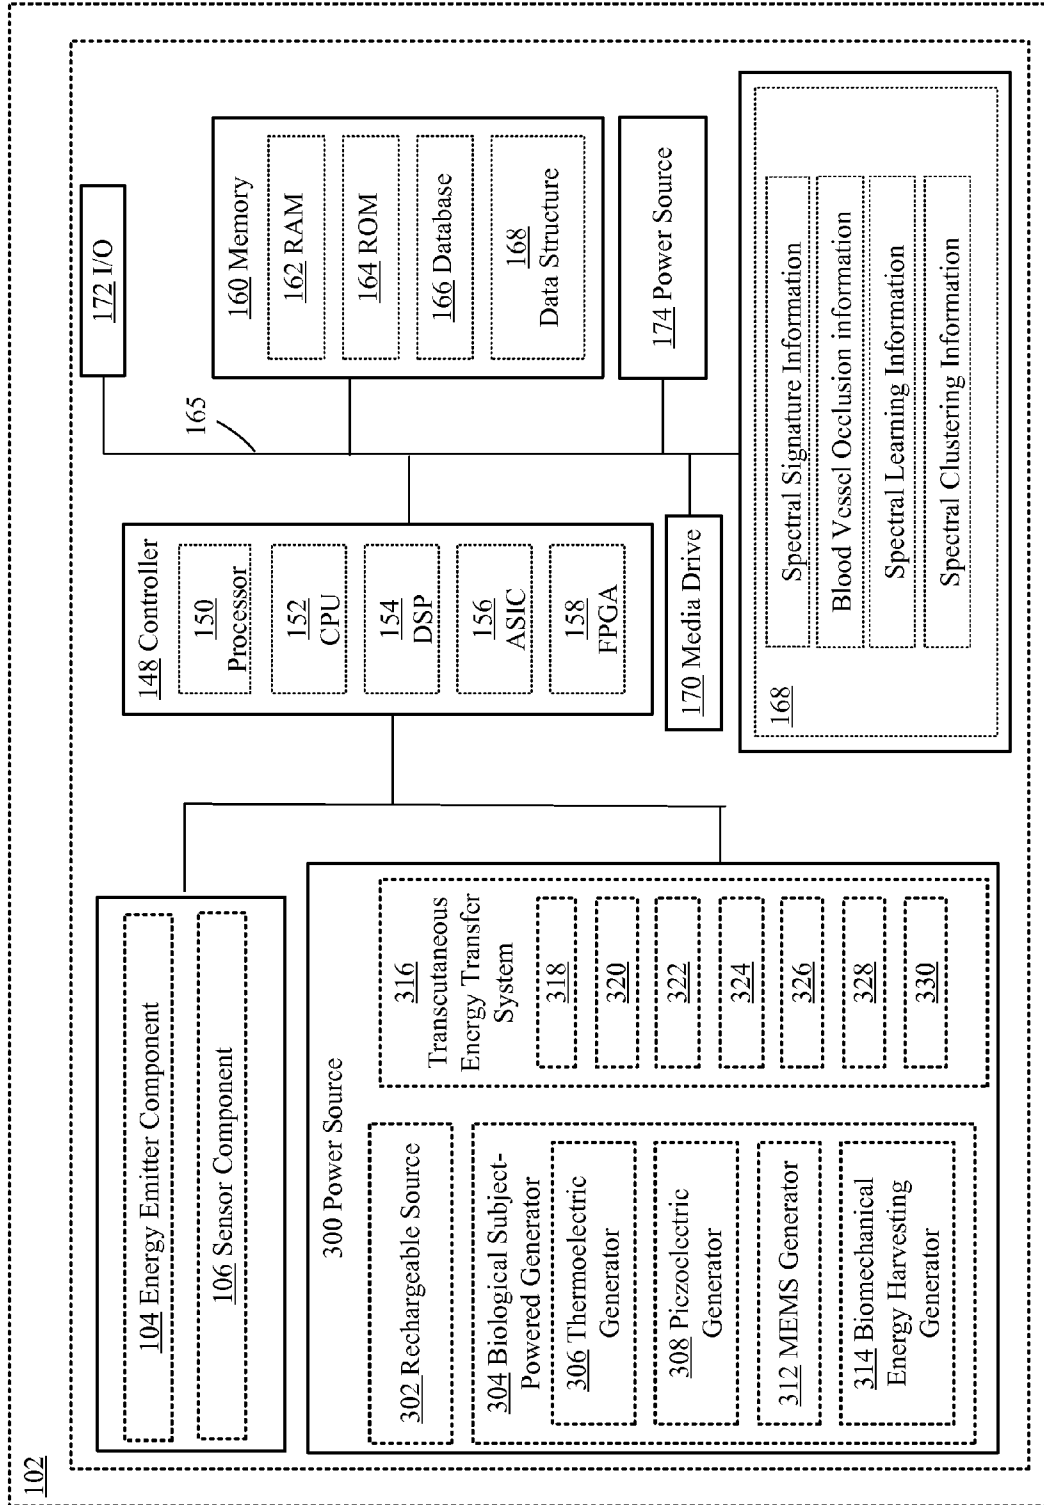 102
104 Energy Emitter Component
106 Sensor Component
300 Power Source
302 Rechargeable Source
304 Biological Subject-
Powered Generator
306 Thermoelectric
Generator
308 Piezoelectric
Generator
312 MEMS Generator
314 Biomechanical
Energy Harvesting
Generator
316
Transcutaneous
Energy Transfer
System
318
320
322
324
326
328
330
148 Controller
150
Processor
152
CPU
154
DSP
156
ASIC
158
FPGA
170 Media Drive
165
172 I/O
160 Memory
162 RAM
164 ROM
166 Database
168
Data Structure
174 Power Source
168
Spectral Signature Information
Blood Vessel Occlusion information
Spectral Learning Information
Spectral Clustering Information